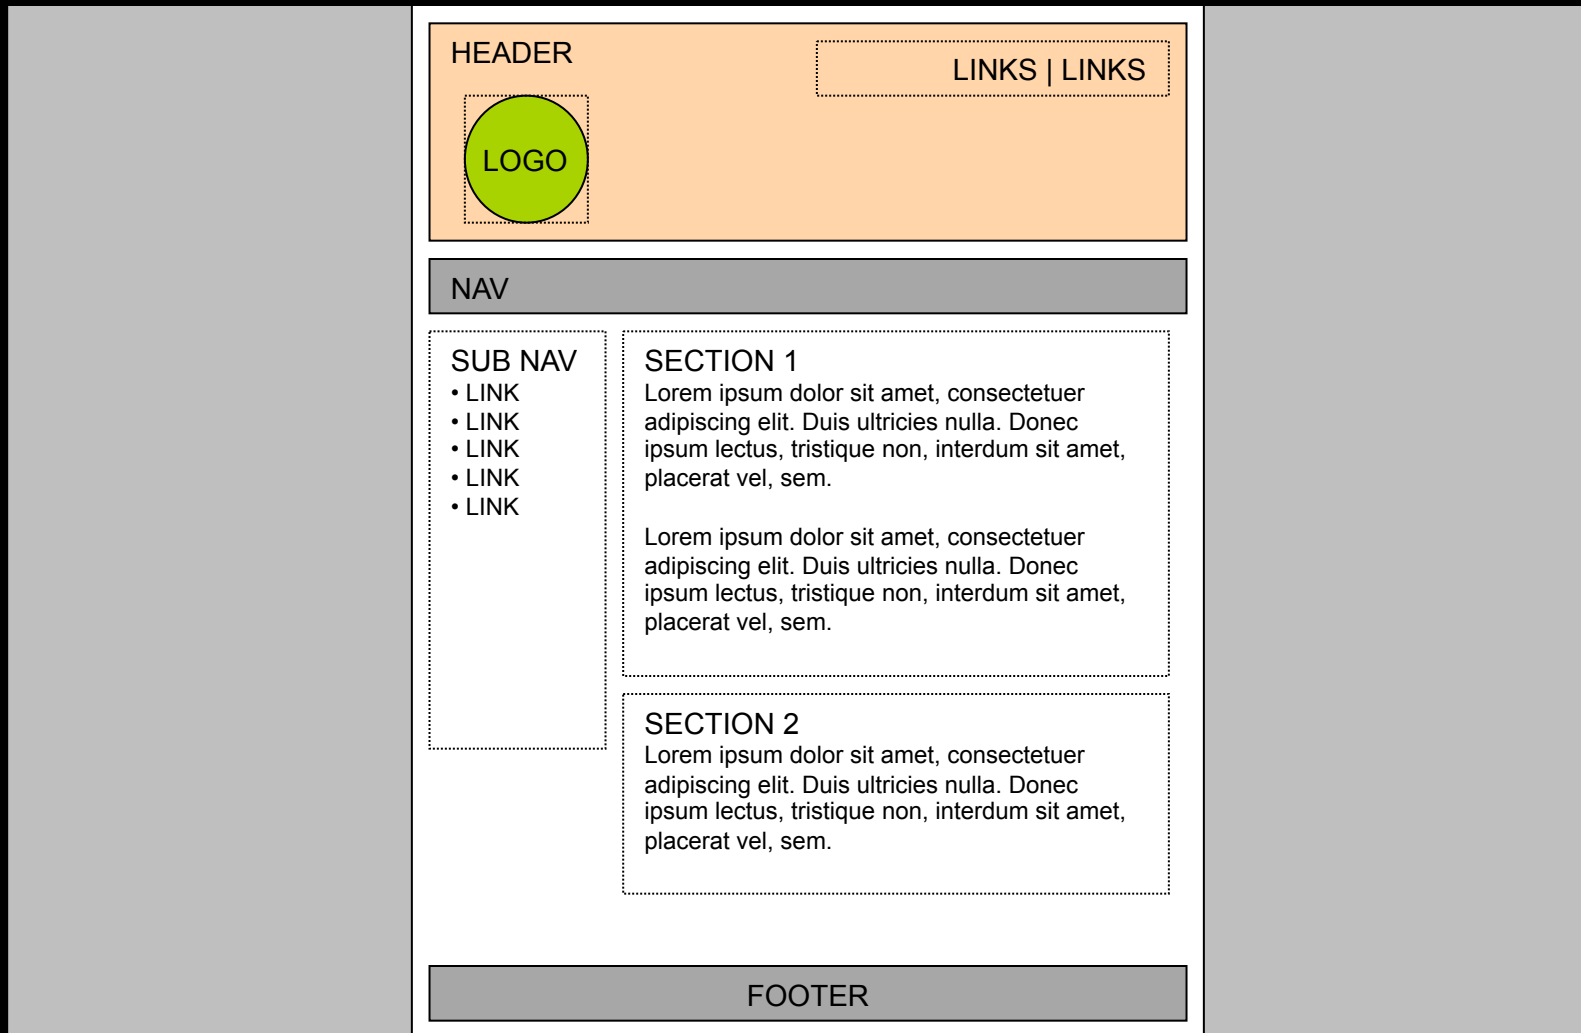 HEADER
LINKS | LINKS
LOGO
NAV
SUB NAV
• LINK
• LINK
• LINK
• LINK
• LINK
SECTION 1
Lorem ipsum dolor sit amet, consectetuer
adipiscing elit. Duis ultricies nulla. Donec
ipsum lectus, tristique non, interdum sit amet,
placerat vel, sem.
Lorem ipsum dolor sit amet, consectetuer
adipiscing elit. Duis ultricies nulla. Donec
ipsum lectus, tristique non, interdum sit amet,
placerat vel, sem.
SECTION 2
Lorem ipsum dolor sit amet, consectetuer
adipiscing elit. Duis ultricies nulla. Donec
ipsum lectus, tristique non, interdum sit amet,
placerat vel, sem.
FOOTER